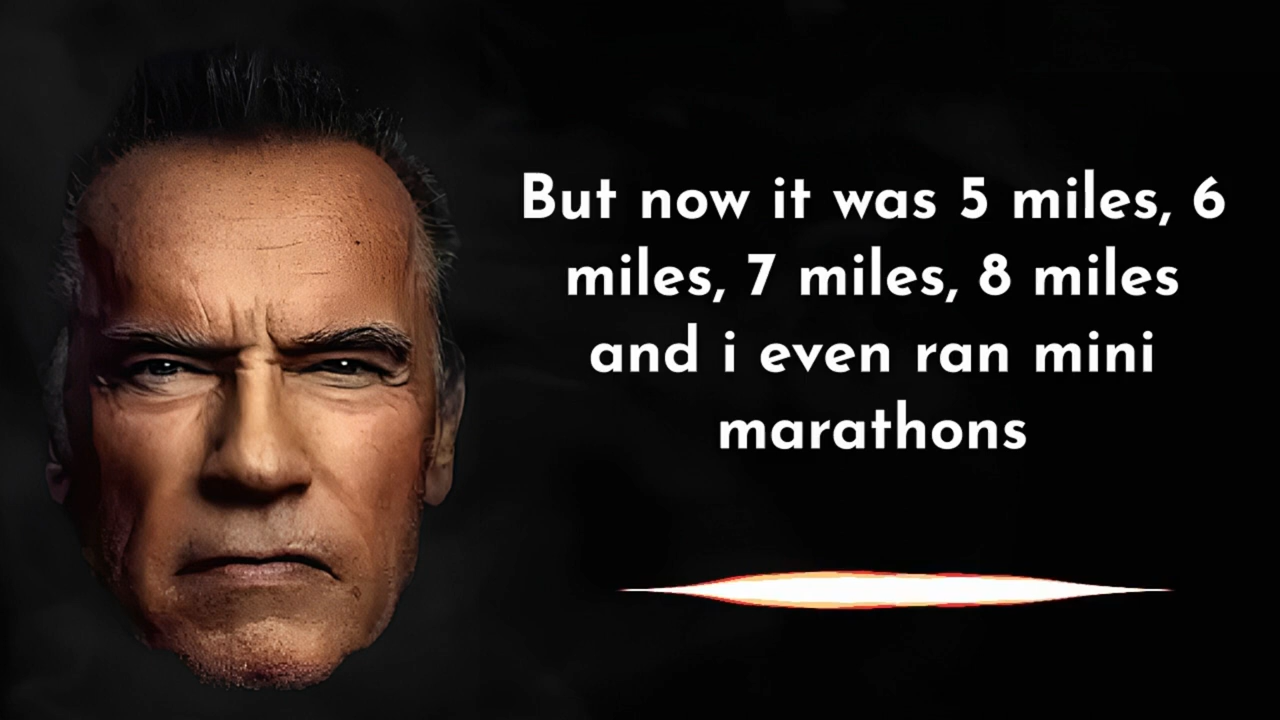 But now it was 5 miles, 6
miles, 7 miles, 8 miles
and i even ran mini
marathons